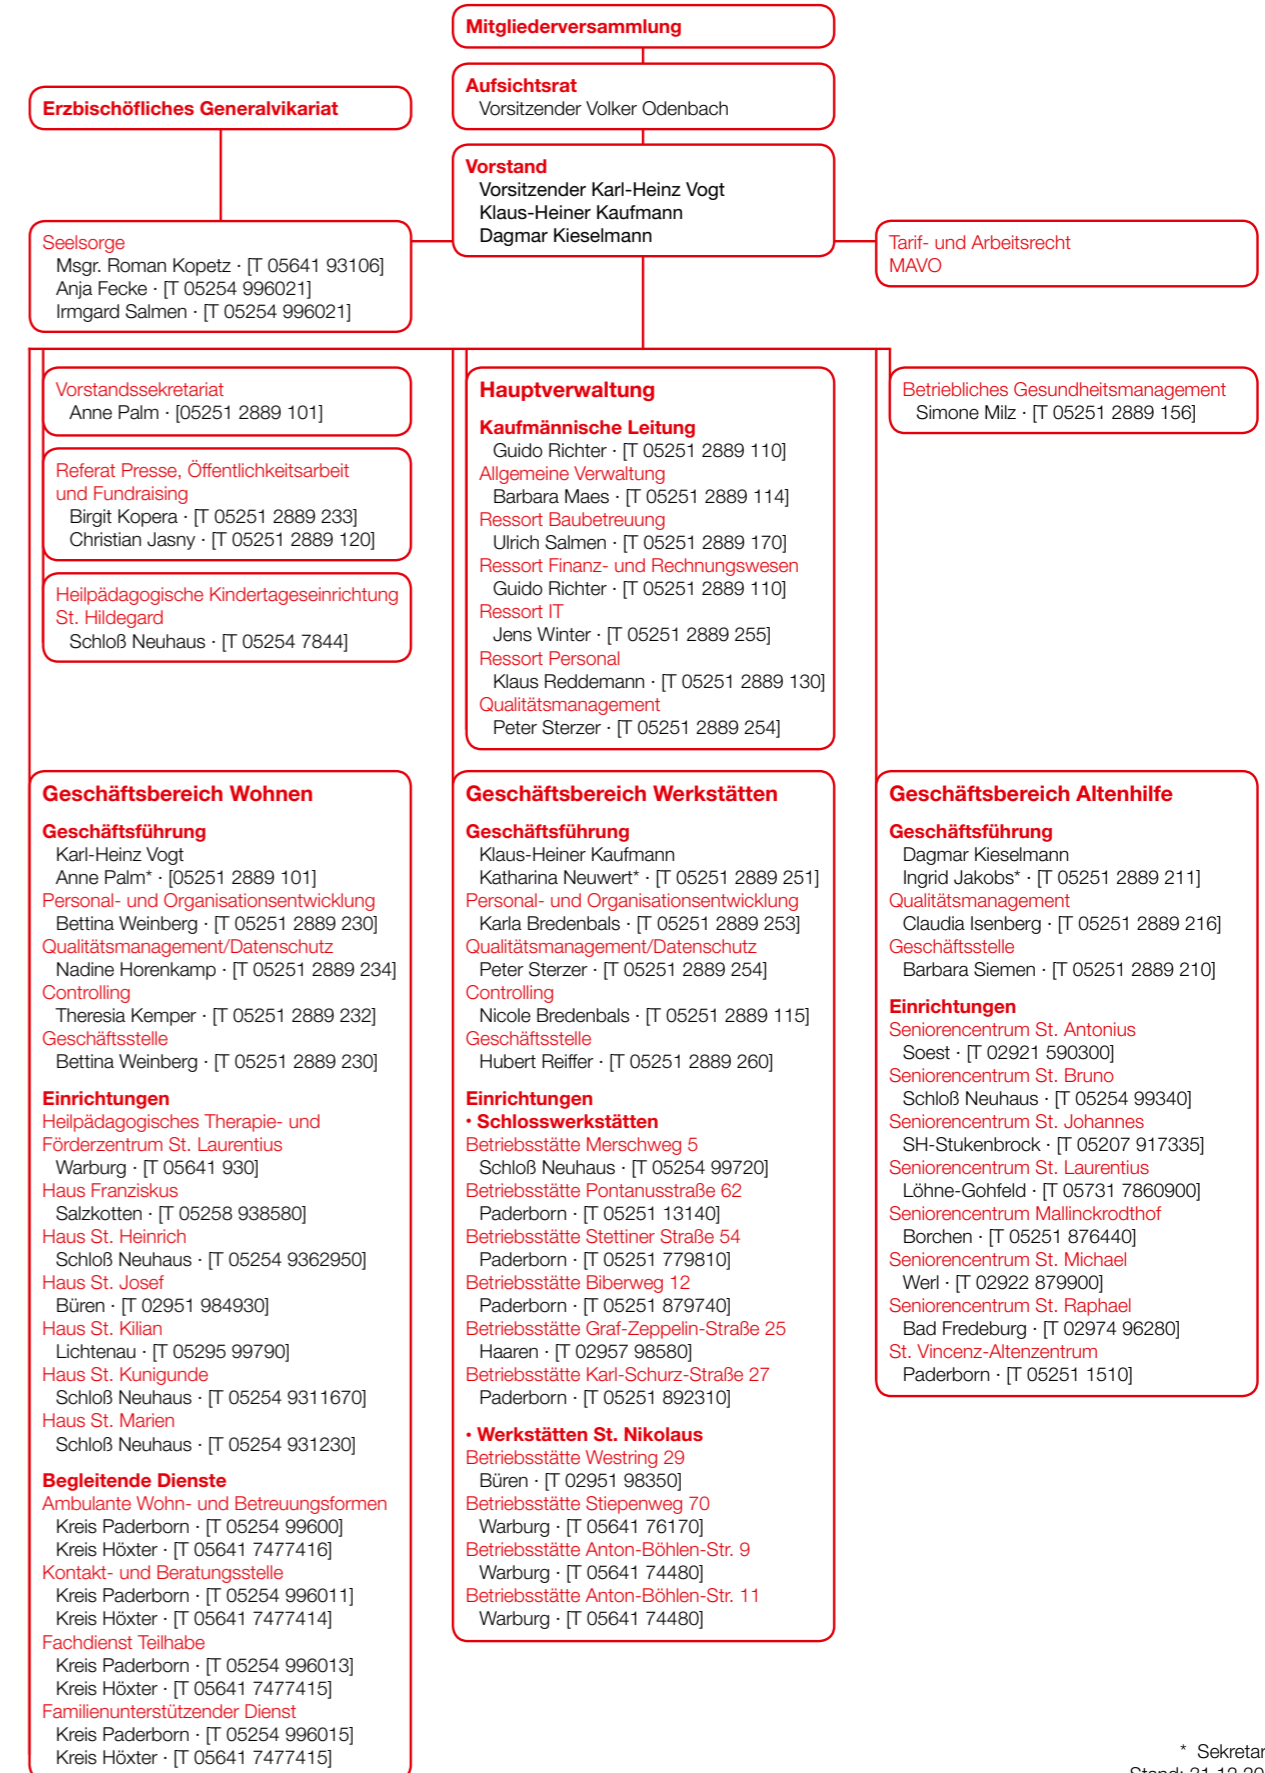 Mitgliederversammlung
Aufsichtsrat
Vorsitzender Volker Odenbach
Erzbischöfliches Generalvikariat
Vorstand
Vorsitzender Karl-Heinz Vogt
Klaus-Heiner Kaufmann
Dagmar Kieselmann
Seelsorge
Msgr. Roman Kopetz · [T 05641 93106]
Anja Fecke · [T 05254 996021]
Irmgard Salmen · [T 05254 996021]
Tarif- und Arbeitsrecht
MAVO
Vorstandssekretariat
Anne Palm · [05251 2889 101]
Referat Presse, Öffentlichkeitsarbeit
und Fundraising
Birgit Kopera · [T 05251 2889 233]
Christian Jasny · [T 05251 2889 120]
Heilpädagogische Kindertageseinrichtung
St. Hildegard
Schloß Neuhaus · [T 05254 7844]
Hauptverwaltung
Kaufmännische Leitung
Guido Richter · [T 05251 2889 110]
Allgemeine Verwaltung
Barbara Maes · [T 05251 2889 114]
Ressort Baubetreuung
Ulrich Salmen · [T 05251 2889 170]
Ressort Finanz- und Rechnungswesen
Guido Richter · [T 05251 2889 110]
Ressort IT
Jens Winter · [T 05251 2889 255]
Ressort Personal
Klaus Reddemann · [T 05251 2889 130]
Qualitätsmanagement
Peter Sterzer · [T 05251 2889 254]
Betriebliches Gesundheitsmanagement
Simone Milz · [T 05251 2889 156]
Geschäftsbereich Wohnen
Geschäftsführung
Karl-Heinz Vogt
Anne Palm* · [05251 2889 101]
Personal- und Organisationsentwicklung
Bettina Weinberg · [T 05251 2889 230]
Qualitätsmanagement/Datenschutz
Nadine Horenkamp · [T 05251 2889 234]
Controlling
Theresia Kemper · [T 05251 2889 232]
Geschäftsstelle
Bettina Weinberg · [T 05251 2889 230]
Einrichtungen
Heilpädagogisches Therapie- und
Förderzentrum St. Laurentius
Warburg · [T 05641 930]
Haus Franziskus
Salzkotten · [T 05258 938580]
Haus St. Heinrich
Schloß Neuhaus · [T 05254 9362950]
Haus St. Josef
Büren · [T 02951 984930]
Haus St. Kilian
Lichtenau · [T 05295 99790]
Haus St. Kunigunde
Schloß Neuhaus · [T 05254 9311670]
Haus St. Marien
Schloß Neuhaus · [T 05254 931230]
Begleitende Dienste
Ambulante Wohn- und Betreuungsformen
Kreis Paderborn · [T 05254 99600]
Kreis Höxter · [T 05641 7477416]
Kontakt- und Beratungsstelle
Kreis Paderborn · [T 05254 996011]
Kreis Höxter · [T 05641 7477414]
Fachdienst Teilhabe
Kreis Paderborn · [T 05254 996013]
Kreis Höxter · [T 05641 7477415]
Familienunterstützender Dienst
Kreis Paderborn · [T 05254 996015]
Kreis Höxter · [T 05641 7477415]
Geschäftsbereich Werkstätten
Geschäftsführung
Klaus-Heiner Kaufmann
Katharina Neuwert* · [T 05251 2889 251]
Personal- und Organisationsentwicklung
Karla Bredenbals · [T 05251 2889 253]
Qualitätsmanagement/Datenschutz
Peter Sterzer · [T 05251 2889 254]
Controlling
Nicole Bredenbals · [T 05251 2889 115]
Geschäftsstelle
Hubert Reiffer · [T 05251 2889 260]
Einrichtungen
• Schlosswerkstätten
Betriebsstätte Merschweg 5
Schloß Neuhaus · [T 05254 99720]
Betriebsstätte Pontanusstraße 62
Paderborn · [T 05251 13140]
Betriebsstätte Stettiner Straße 54
Paderborn · [T 05251 779810]
Betriebsstätte Biberweg 12
Paderborn · [T 05251 879740]
Betriebsstätte Graf-Zeppelin-Straße 25
Haaren · [T 02957 98580]
Betriebsstätte Karl-Schurz-Straße 27
Paderborn · [T 05251 892310]
• Werkstätten St. Nikolaus
Betriebsstätte Westring 29
Büren · [T 02951 98350]
Betriebsstätte Stiepenweg 70
Warburg · [T 05641 76170]
Betriebsstätte Anton-Böhlen-Str. 9
Warburg · [T 05641 74480]
Betriebsstätte Anton-Böhlen-Str. 11
Warburg · [T 05641 74480]
Geschäftsbereich Altenhilfe
Geschäftsführung
Dagmar Kieselmann
Ingrid Jakobs* · [T 05251 2889 211]
Qualitätsmanagement
Claudia Isenberg · [T 05251 2889 216]
Geschäftsstelle
Barbara Siemen · [T 05251 2889 210]
Einrichtungen
Seniorencentrum St. Antonius
Soest · [T 02921 590300]
Seniorencentrum St. Bruno
Schloß Neuhaus · [T 05254 99340]
Seniorencentrum St. Johannes
SH-Stukenbrock · [T 05207 917335]
Seniorencentrum St. Laurentius
Löhne-Gohfeld · [T 05731 7860900]
Seniorencentrum Mallinckrodthof
Borchen · [T 05251 876440]
Seniorencentrum St. Michael
Werl · [T 02922 879900]
Seniorencentrum St. Raphael
Bad Fredeburg · [T 02974 96280]
St. Vincenz-Altenzentrum
Paderborn · [T 05251 1510]
* Sekretar
Stand: 31.12.20